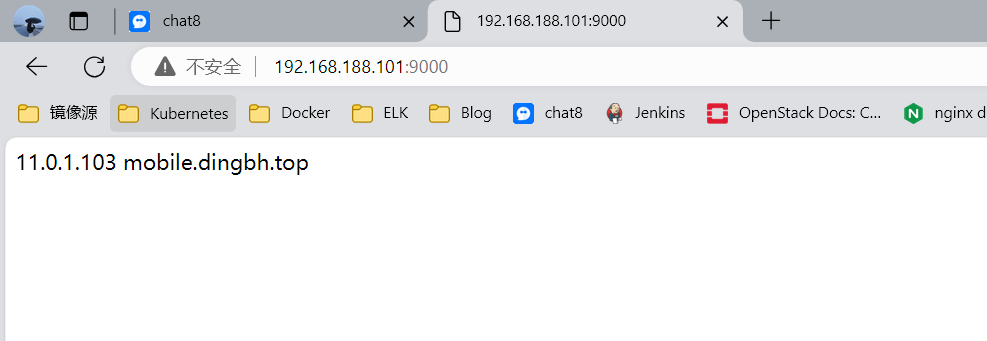 chat8
192.168.188.101:9000
不安全 192.168.188.101:9000
镜像源 Kubernetes Docker ELK Blog chat8 Jenkins OpenStack Docs: C... nginx d
11.0.1.103 mobile.dingbh.top